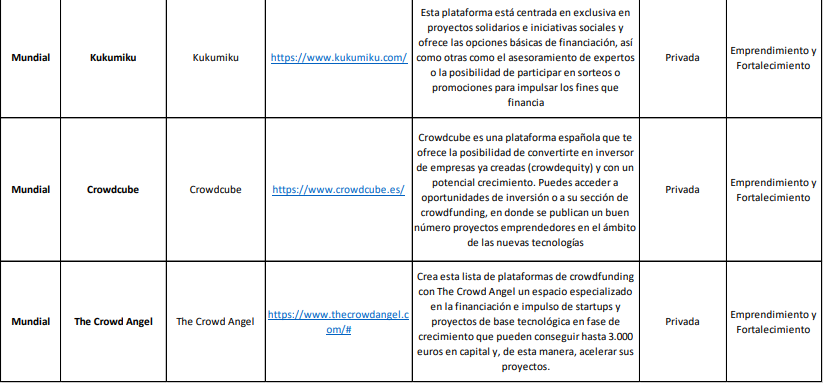 Mundial
Kukumiku
Kukumiku
https://www.kukumiku.com/
Esta plataforma está centrada en exclusiva en
proyectos solidarios e iniciativas sociales y
ofrece las opciones básicas de financiación, así
como otras como el asesoramiento de expertos
o la posibilidad de participar en sorteos o
promociones para impulsar los fines que
financia
Privada
Emprendimiento y
Fortalecimiento
Mundial
Crowdcube
Crowdcube
https://www.crowdcube.es/
Crowdcube es una plataforma española que te
ofrece la posibilidad de convertirte en inversor
de empresas ya creadas (crowdequity) y con un
potencial crecimiento. Puedes acceder a
oportunidades de inversión o a su sección de
crowdfunding, en donde se publican un buen
número proyectos emprendedores en el ámbito
de las nuevas tecnologías
Privada
Emprendimiento y
Fortalecimiento
Mundial
The Crowd Angel
The Crowd Angel
https://www.thecrowdangel.c
om/#
Crea esta lista de plataformas de crowdfunding
con The Crowd Angel un espacio especializado
en la financiación e impulso de startups y
proyectos de base tecnológica en fase de
crecimiento que pueden conseguir hasta 3.000
euros en capital y, de esta manera, acelerar sus
proyectos.
Privada
Emprendimiento y
Fortalecimiento